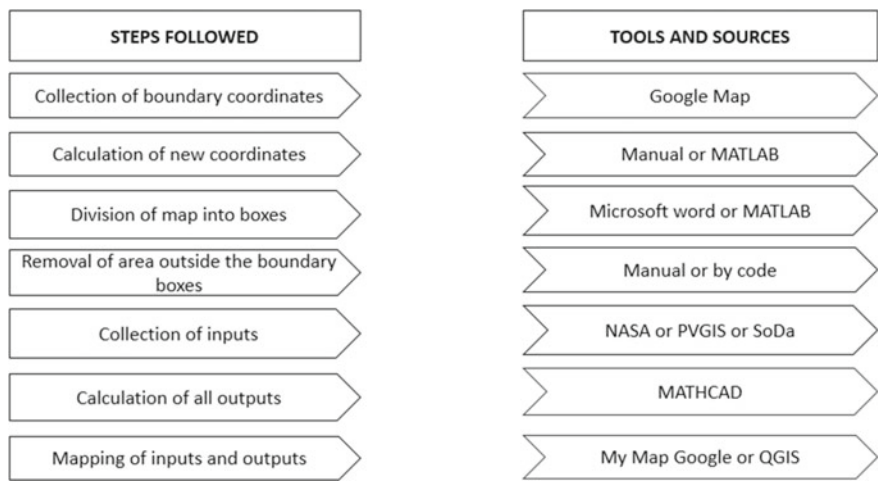 STEPS FOLLOWED
TOOLS AND SOURCES
Collection of boundary coordinates
Google Map
Calculation of new coordinates
Manual or MATLAB
Division of map into boxes
Microsoft word or MATLAB
Removal of area outside the boundary
boxes
Manual or by code
Collection of inputs
NASA or PVGIS or SoDa
Calculation of all outputs
MATHCAD
Mapping of inputs and outputs
My Map Google or QGIS